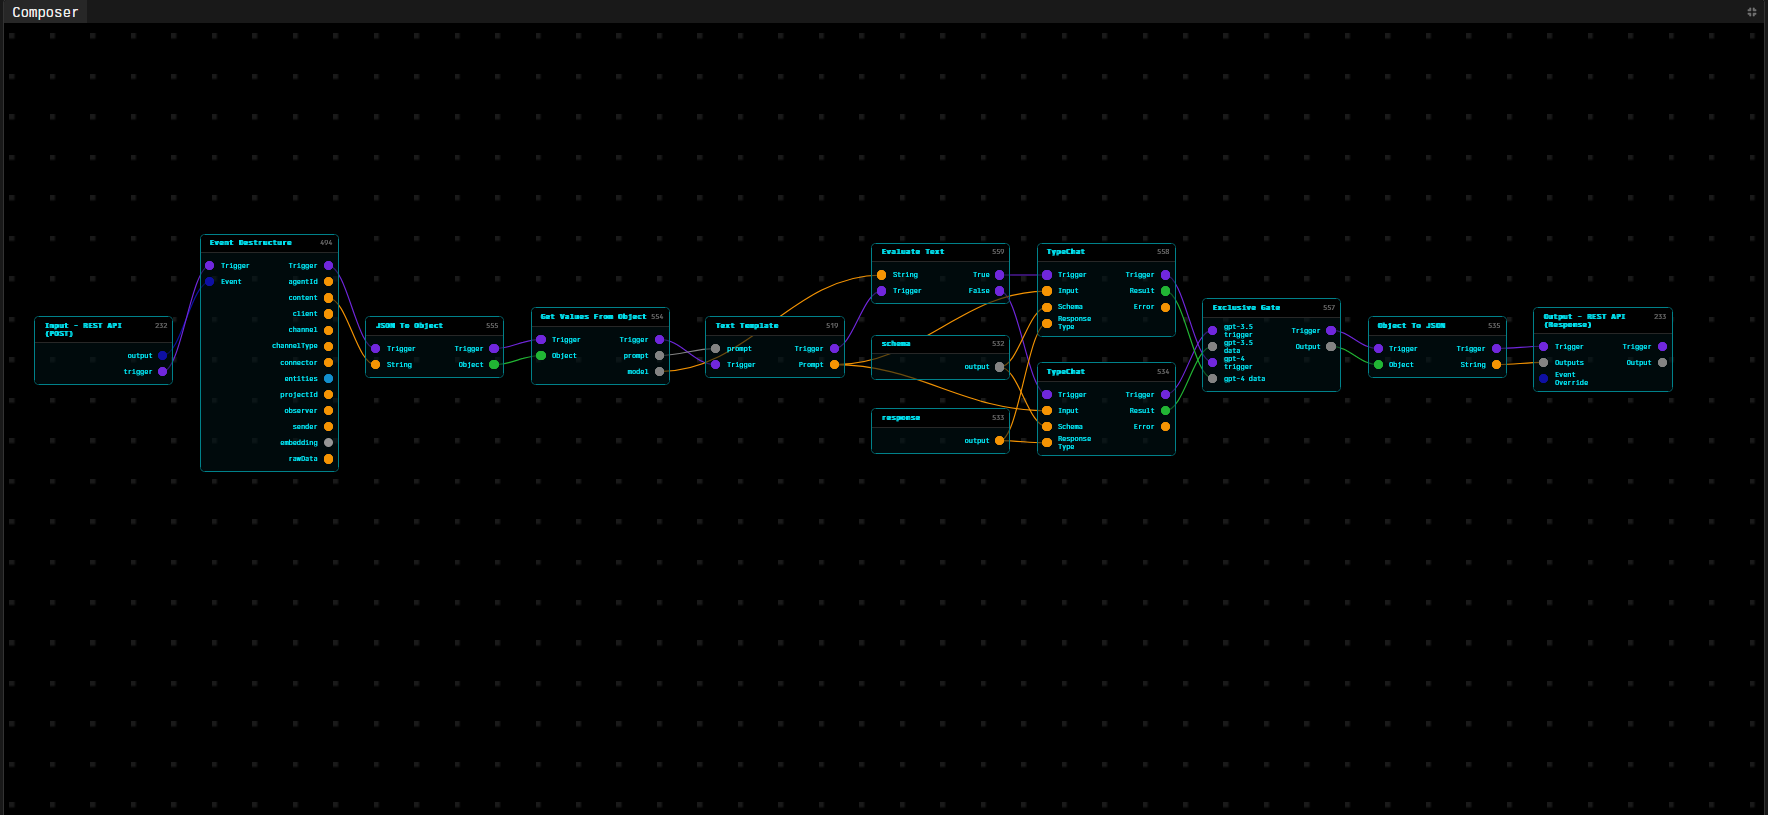 Composer
Input - REST API 232
(POST)
output
trigger
Event Destructure 494
Trigger Trigger
Event agentId
content
client
channel
channelType
connector
entities
projectId
observer
sender
embedding
rawData
JSON To Object 555
Trigger Trigger
String Object
Get Values From Object 554
Trigger Trigger
Object prompt
model
Text Template 519
prompt Trigger
Trigger Prompt
Evaluate Text 559
String True
Trigger False
schema 532
output
response 533
output
TypeChat 558
Trigger Trigger
Input Result
Schema Error
Response
Type
TypeChat 534
Trigger Trigger
Input Result
Schema Error
Response
Type
Exclusive Gate 557
gpt-3.5
trigger Trigger
gpt-3.5
data Output
gpt-4
trigger
gpt-4 data
Object To JSON 535
Trigger Trigger
Object String
Output - REST API 233
(Response)
Trigger Trigger
Outputs Output
Event
Override